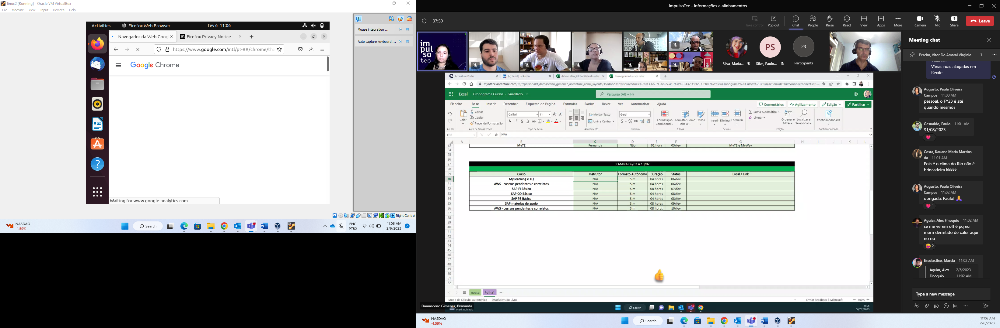 linux2 [Running] - Oracle VM VirtualBox
File Machine View Input Devices Help
Activities Firefox Web Browser fev 6 11:06
Navegador da Web Goog
Firefox Privacy Notice —
https://www.google.com/intl/pt-BR/chrome/tha
Google Chrome
Waiting for www.google-analytics.com...
Mouse integration ...
Auto capture keyboard ...
Right Control
NASDAQ
-1.59%
Search
ENG
PTB2
11:06 AM
2/6/2023
2
ImpulsoTec - Informações e alinhamentos
37:59
Take control
Pop out
Chat
People
Raise
React
View
Apps
More
Camera
Mic
Share
Leave
im
pul
so
tec
Silva, Maria...
PS
Silva, Paulo...
23
Participants
Accenture Portal
(2) Feed | LinkedIn
Action Plan_Piloto&Talentos.xlsx
Cronograma Cursos .xlsx
myoffice.accenture.com/:x:/r/personal/f_damasceno_gimenez_accenture_com/_layouts/15/doc2.aspx?sourcedoc=%7B7CC6A97F-A895-41F9-A9C0-432D3665D9EB%7D&file=Cronograma%20Cursos%20.xlsx&action=default&mobileredirect=tru...
Excel Cronograma Cursos - Guardado
Pesquisa (Alt + H)
Ficheiro Base Inserir Desenhar Esquema de Página Fórmulas Dados Rever Ver Automatizar Ajuda
Comentários Agilizamento Edição Partilhar
Colar
Cortar
Copiar
Pincel de Formatação
Calibri 11
N I S D ab A
Moldar Texto
Unir e Centrar
Geral
$ % 000
Formatação Condicional
Formatar Como Tabela
Estilos
Inserir Eliminar Formatar
Soma Automática
Limpar
Ordenar e Filtrar
Localizar e Selecionar
Confidencialidade
Anular Área de Transferência Tipo de Letra Alinhamento Número Estilos Células Edição Confidencialidade
C30 fx N/A
A B C D E F G H I J K L
23 MyTE Fernanda Não 01 hora 03/fev MyTE e MyWay
24
25
26
27 SEMANA 06/02 A 10/02
28
29 Curso Instrutor Formato Autônomo Duração Status Local / Link
30 MyLearning e TQ N/A Sim 04 horas 06/fev
31 AWS - cusrsos pendentes e correlatos N/A Sim 04 horas 06/fev
32 SAP FI Básico N/A Sim 08 horas 07/fev
33 SAP CO Básico N/A Sim 04 horas 08/fev
34 SAP PS Básico N/A Sim 04 horas 08/fev
35 SAP materias de apoio N/A Sim 08 horas 09/fev
36 AWS - cusrsos pendentes e correlatos N/A Sim 08 horas 10/fev
37
38
39
40
41
42
43
44
45
46
47
48
49
50
51
52
nossa Folha1
Modo de Cálculo: Automático Estatísticas do Livro
Enviar Feedback à Microsoft 100%
Damasceno Gimenez, Fernanda
Search
11:06
06/02/2023
Meeting chat
Pereira, Vitor Do Amaral Virginio 1
Várias ruas alagadas em
Recife
Augusto, Paula Oliveira
Campos 11:00 AM
pessoal, o FY23 é até
quando mesmo?
Gesualdo, Paulo 11:01 AM
31/08/2023
1
Costa, Kauane Maria Martins
da 11:01 AM
Pois é o clima do Rio não é
brincadeira kkkkk
Augusto, Paula Oliveira
Campos 11:02 AM
obrigada, Paulo!
1
Aguiar, Alex Finoquio 11:02 AM
se me verem off é pq eu
morri derretido de calor aqui
no rio
2
Escolastico, Marcia 11:02 AM
Aguiar, Alex 2/6/2023
Finoquio 11:02 AM
Type a new message
GIF
NASDAQ
-1.59%
Search
11:06 AM
2/6/2023